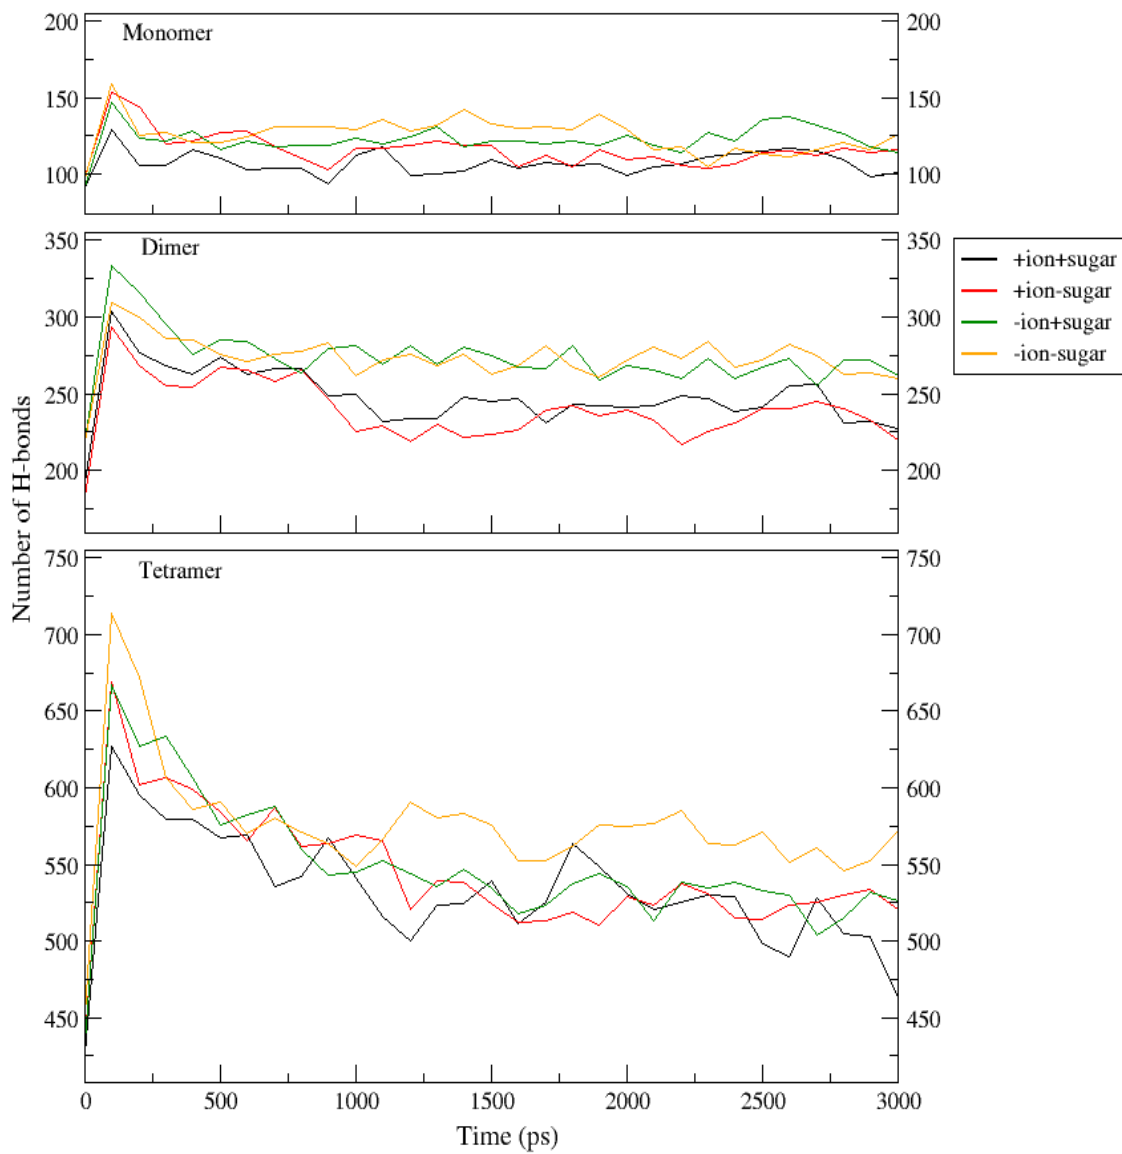 Monomer
200 200
150 150
100 100
Dimer
350 350
300 300
250 250
200 200
+ion+sugar
+ion-sugar
-ion+sugar
-ion-sugar
Number of H-bonds
Tetramer
750 750
700 700
650 650
600 600
550 550
500 500
450 450
0 500 1000 1500 2000 2500 3000
Time (ps)